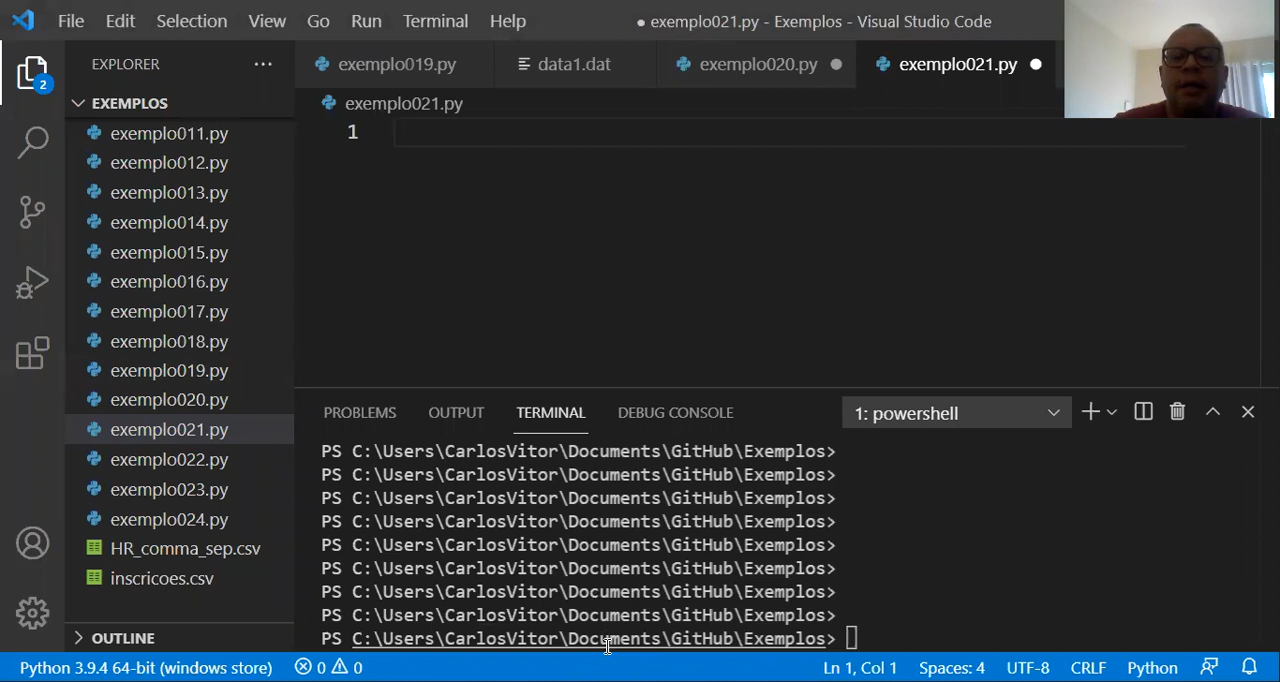 File Edit Selection View Go Run Terminal Help ● exemplo021.py - Exemplos - Visual Studio Code
EXPLORER ··· exemplo019.py data1.dat exemplo020.py exemplo021.py
2
EXEMPLOS exemplo021.py
1
exemplo011.py
exemplo012.py
exemplo013.py
exemplo014.py
exemplo015.py
exemplo016.py
exemplo017.py
exemplo018.py
exemplo019.py
exemplo020.py
exemplo021.py
exemplo022.py
exemplo023.py
exemplo024.py
HR_comma_sep.csv
inscricoes.csv
OUTLINE
PROBLEMS OUTPUT TERMINAL DEBUG CONSOLE 1: powershell
PS C:\Users\CarlosVitor\Documents\GitHub\Exemplos>
PS C:\Users\CarlosVitor\Documents\GitHub\Exemplos>
PS C:\Users\CarlosVitor\Documents\GitHub\Exemplos>
PS C:\Users\CarlosVitor\Documents\GitHub\Exemplos>
PS C:\Users\CarlosVitor\Documents\GitHub\Exemplos>
PS C:\Users\CarlosVitor\Documents\GitHub\Exemplos>
PS C:\Users\CarlosVitor\Documents\GitHub\Exemplos>
PS C:\Users\CarlosVitor\Documents\GitHub\Exemplos>
PS C:\Users\CarlosVitor\Documents\GitHub\Exemplos>
Python 3.9.4 64-bit (windows store) 0 0 Ln 1, Col 1 Spaces: 4 UTF-8 CRLF Python